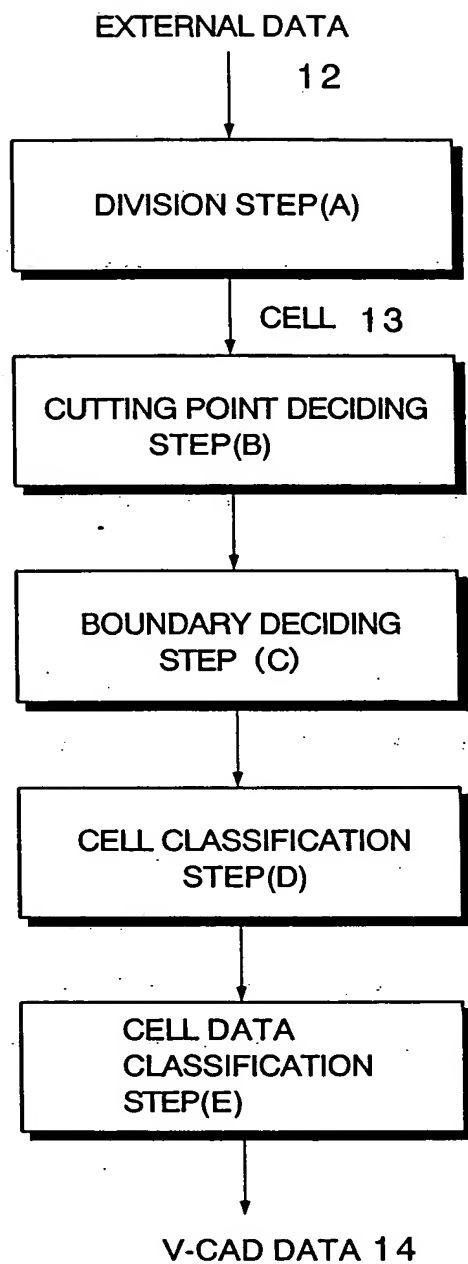 EXTERNAL DATA
12
DIVISION STEP(A)
CELL 13
CUTTING POINT DECIDING
STEP(B)
BOUNDARY DECIDING
STEP (C)
CELL CLASSIFICATION
STEP(D)
CELL DATA
CLASSIFICATION
STEP(E)
V-CAD DATA 14